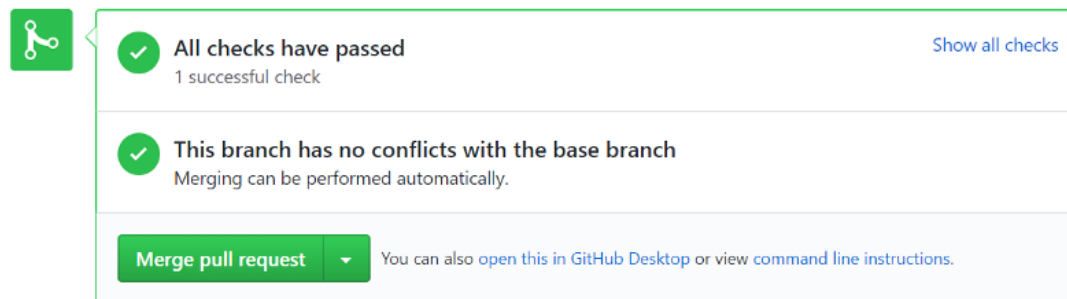 All checks have passed
Show all checks
1 successful check
This branch has no conflicts with the base branch
Merging can be performed automatically.
Merge pull request
You can also open this in GitHub Desktop or view command line instructions.